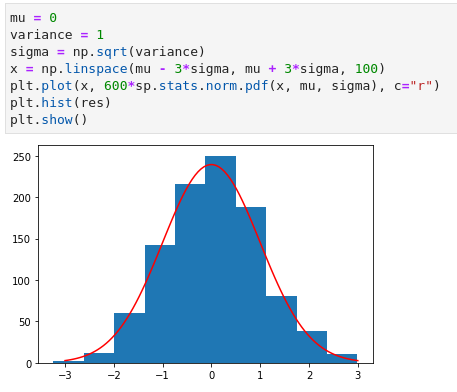 mu = 0
variance = 1
sigma = np.sqrt(variance)
x = np.linspace(mu - 3*sigma, mu + 3*sigma, 100)
plt.plot(x, 600*sp.stats.norm.pdf(x, mu, sigma), c="r")
plt.hist(res)
plt.show()
250
200
150
100
50
0
−3 −2 −1 0 1 2 3